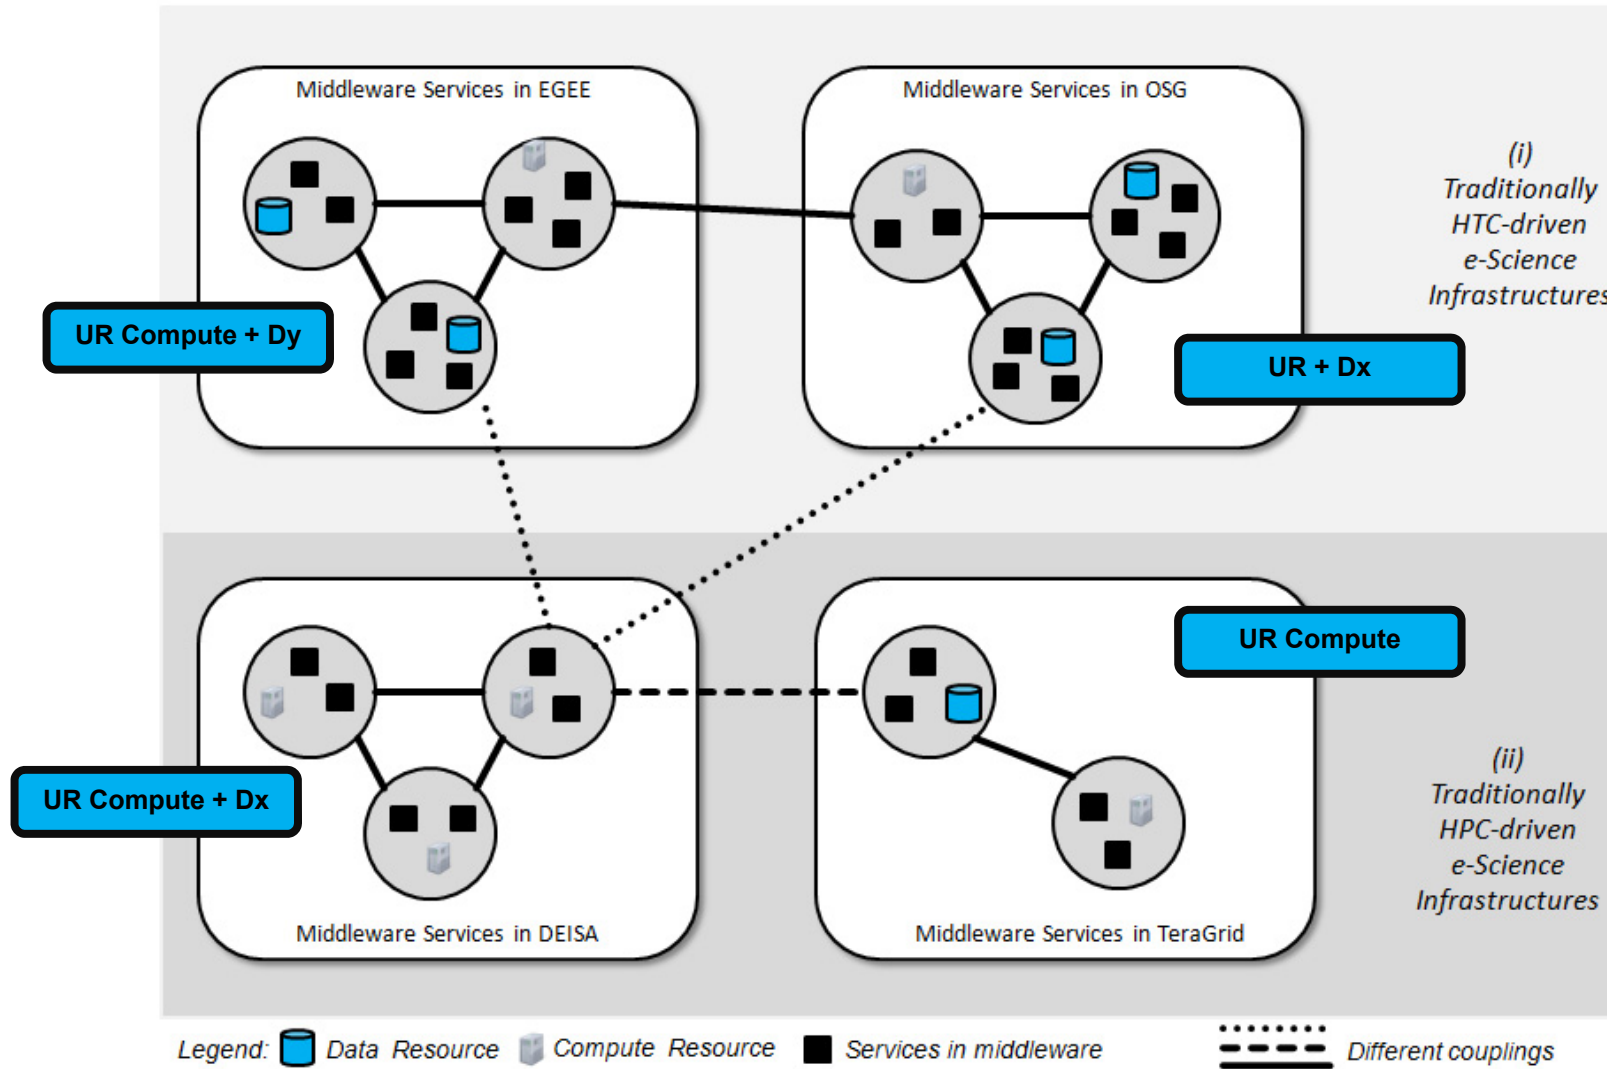 Middleware Services in EGEE
Middleware Services in OSG
(i)
Traditionally
HTC-driven
e-Science
Infrastructures
UR Compute + Dy
UR + Dx
UR Compute
UR Compute + Dx
(ii)
Traditionally
HPC-driven
e-Science
Infrastructures
Middleware Services in DEISA
Middleware Services in TeraGrid
Legend: Data Resource Compute Resource Services in middleware Different couplings